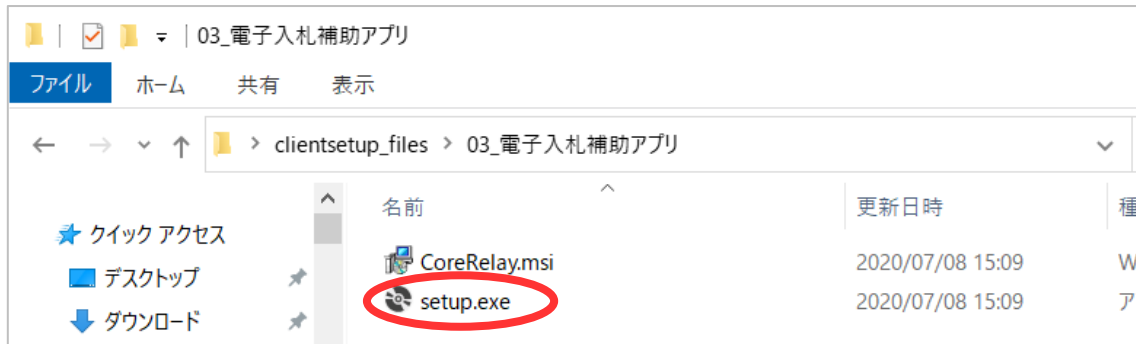 03_電子入札補助アプリ
ファイル ホーム 共有 表示
clientsetup_files > 03_電子入札補助アプリ
名前 更新日時 種
クイック アクセス
CoreRelay.msi 2020/07/08 15:09 W
デスクトップ
setup.exe 2020/07/08 15:09 ア
ダウンロード